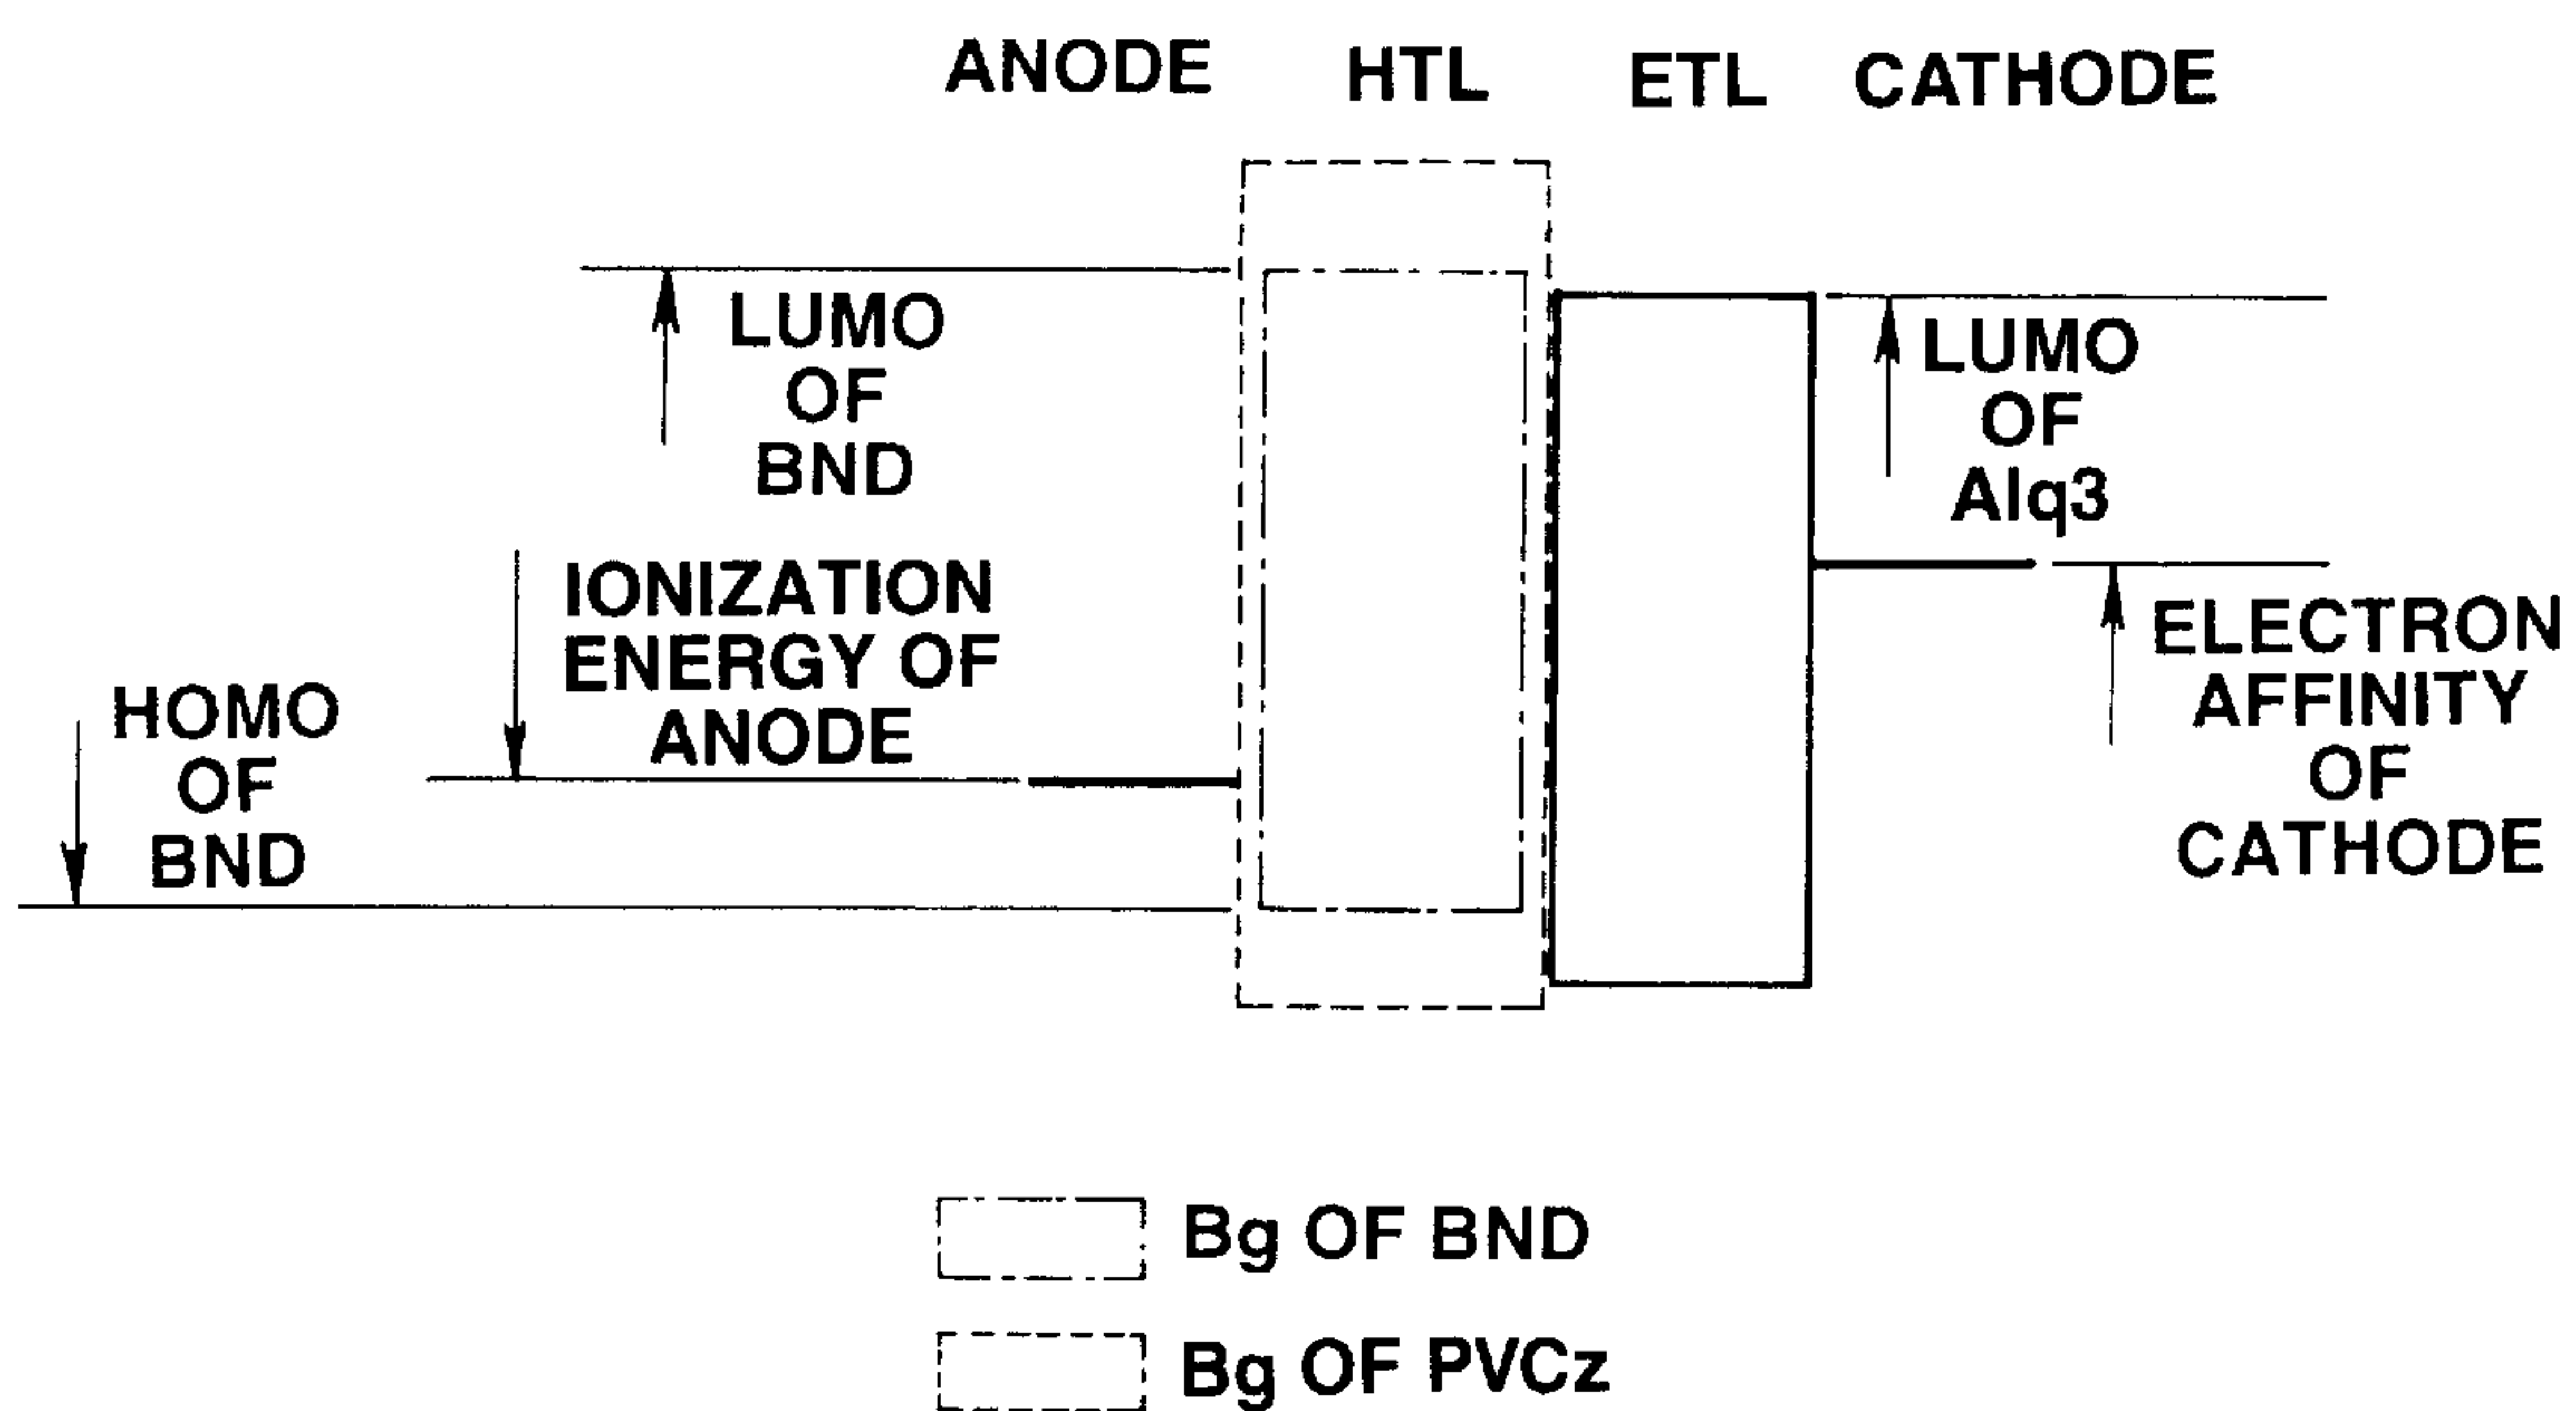 ANODE HTL ETL CATHODE
LUMO
OF
BND
LUMO
OF
Alq3
IONIZATION
ENERGY OF
ANODE
ELECTRON
AFFINITY
OF
CATHODE
HOMO
OF
BND
Bg OF BND
Bg OF PVCz